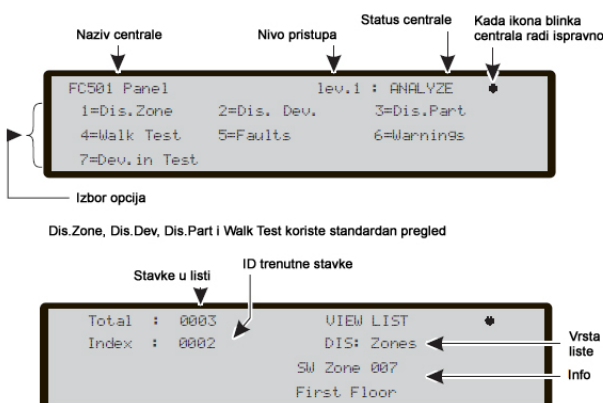 Naziv centrale
Nivo pristupa
Status centrale
Kada ikona blinka
centrala radi ispravno
FC501 Panel lev.1 : ANALYZE
1=Dis.Zone 2=Dis. Dev. 3=Dis.Part
4=Walk Test 5=Faults 6=Warnings
7=Dev.in Test
Izbor opcija
Dis.Zone, Dis.Dev, Dis.Part i Walk Test koriste standardan pregled
Stavke u listi
ID trenutne stavke
Total : 0003 VIEW LIST
Index : 0002 DIS: Zones
SW Zone 007
First Floor
Vrsta
liste
Info